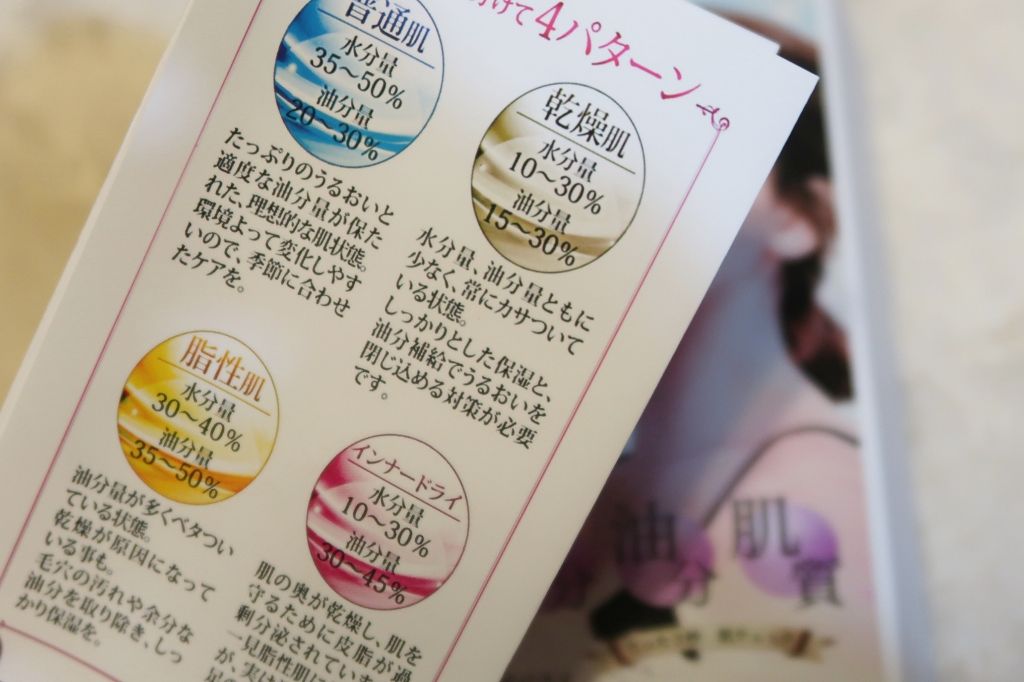 けて4パターン
普通肌
水分量
35～50%
油分量
20～30%
たっぷりのうるおいと
適度な油分量が保た
れた、理想的な肌状態。
環境よって変化しやす
いので、季節に合わせ
たケアを。
乾燥肌
水分量
10～30%
油分量
15～30%
水分量、油分量ともに
少なく、常にカサついて
いる状態。
しっかりとした保湿と、
油分補給でうるおいを
閉じ込める対策が必要
です。
脂性肌
水分量
30～40%
油分量
35～50%
油分量が多くベタつい
ている状態。
乾燥が原因になって
いる事も。
毛穴の汚れや余分な
油分を取り除き、しっ
かり保湿を。
インナードライ
水分量
10～30%
油分量
30～45%
肌の奥が乾燥し、肌を
守るために皮脂が過
剰分泌されていま
一見脂性肌に
が、実は
油分
肌質